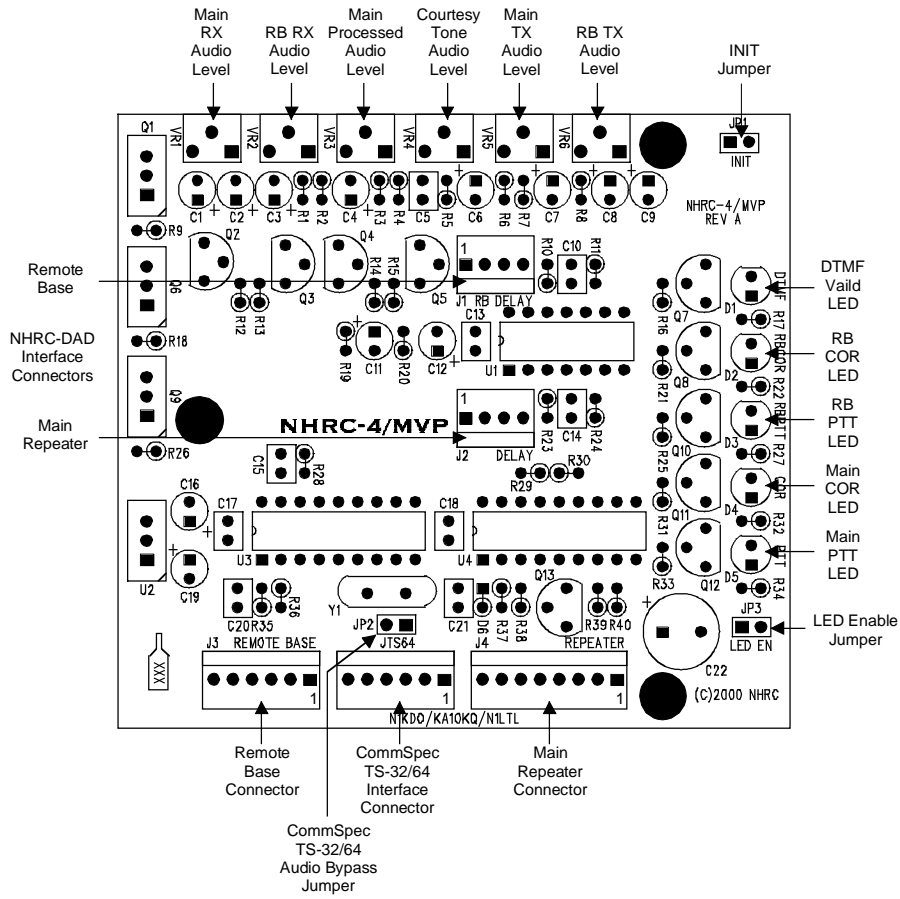 Main
RX
Audio
Level
RB RX
Audio
Level
Main
Processed
Audio
Level
Courtesy
Tone
Audio
Level
Main
TX
Audio
Level
RB TX
Audio
Level
INIT
Jumper
Q1
VR1
VR2
VR3
VR4
VR5
VR6
JP1
INIT
C1
C2
C3
R1
R2
C4
R3
R4
C5
R5
C6
R6
R7
C7
R8
C8
C9
NHRC-4/MVP
REV A
R9
Q2
Q3
Q4
Q5
1
J1 RB DELAY
R10
C10
R11
Remote
Base
Q6
R12
R13
R14
R15
Q7
R16
D1
DTMF
R17
DTMF
Vaild
LED
NHRC-DAD
Interface
Connectors
R18
R19
C11
R20
C12
C13
U1
Q8
R21
D2
RBCOR
R22
RB
COR
LED
Q9
Main
Repeater
NHRC-4/MVP
1
J2 DELAY
R23
C14
R24
Q10
R25
D3
RBPTT
R27
RB
PTT
LED
R26
C15
R28
R29
R30
Q11
R31
D4
COR
R32
Main
COR
LED
C16
C17
C18
U3
U4
Q12
R33
D5
PTT
R34
Main
PTT
LED
U2
C19
C20
R35
R36
Y1
JP2
C21
D6
R37
R38
Q13
R39
R40
C22
JP3
LED EN
LED Enable
Jumper
XXX
J3 REMOTE BASE
1
JTS64
1
J4 REPEATER
1
(C)2000 NHRC
N1KDO/KA1OKQ/N1LTL
Remote
Base
Connector
CommSpec
TS-32/64
Interface
Connector
Main
Repeater
Connector
CommSpec
TS-32/64
Audio Bypass
Jumper